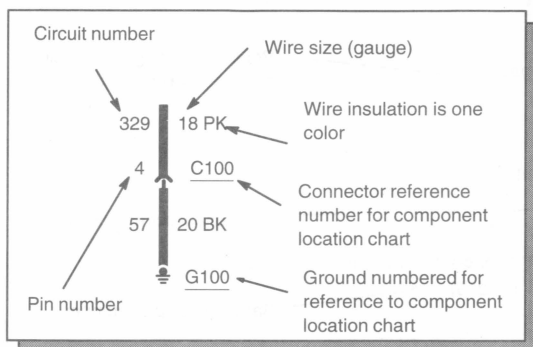 Circuit number
Wire size (gauge)
329 18 PK
Wire insulation is one
color
4 C100
Connector reference
number for component
location chart
57 20 BK
G100
Ground numbered for
reference to component
location chart
Pin number